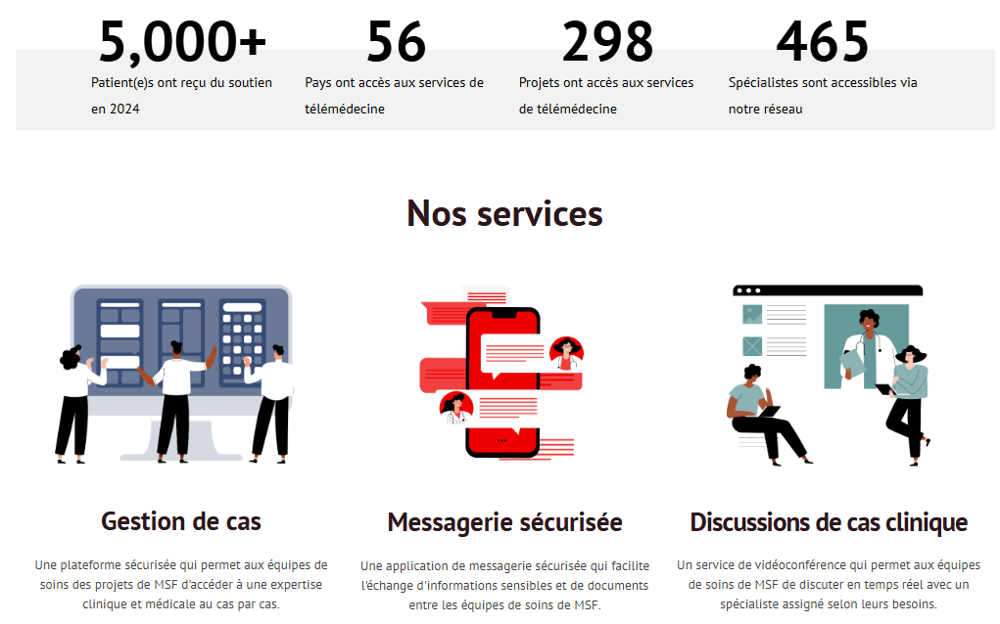 5,000+
Patient(e)s ont reçu du soutien
en 2024
56
Pays ont accès aux services de
télémédecine
298
Projets ont accès aux services
de télémédecine
465
Spécialistes sont accessibles via
notre réseau
Nos services
Gestion de cas
Une plateforme sécurisée qui permet aux équipes de
soins des projets de MSF d'accéder à une expertise
clinique et médicale au cas par cas.
Messagerie sécurisée
Une application de messagerie sécurisée qui facilite
l'échange d'informations sensibles et de documents
entre les équipes de soins de MSF.
Discussions de cas clinique
Un service de vidéoconférence qui permet aux équipes
de soins de MSF de discuter en temps réel avec un
spécialiste assigné selon leurs besoins.